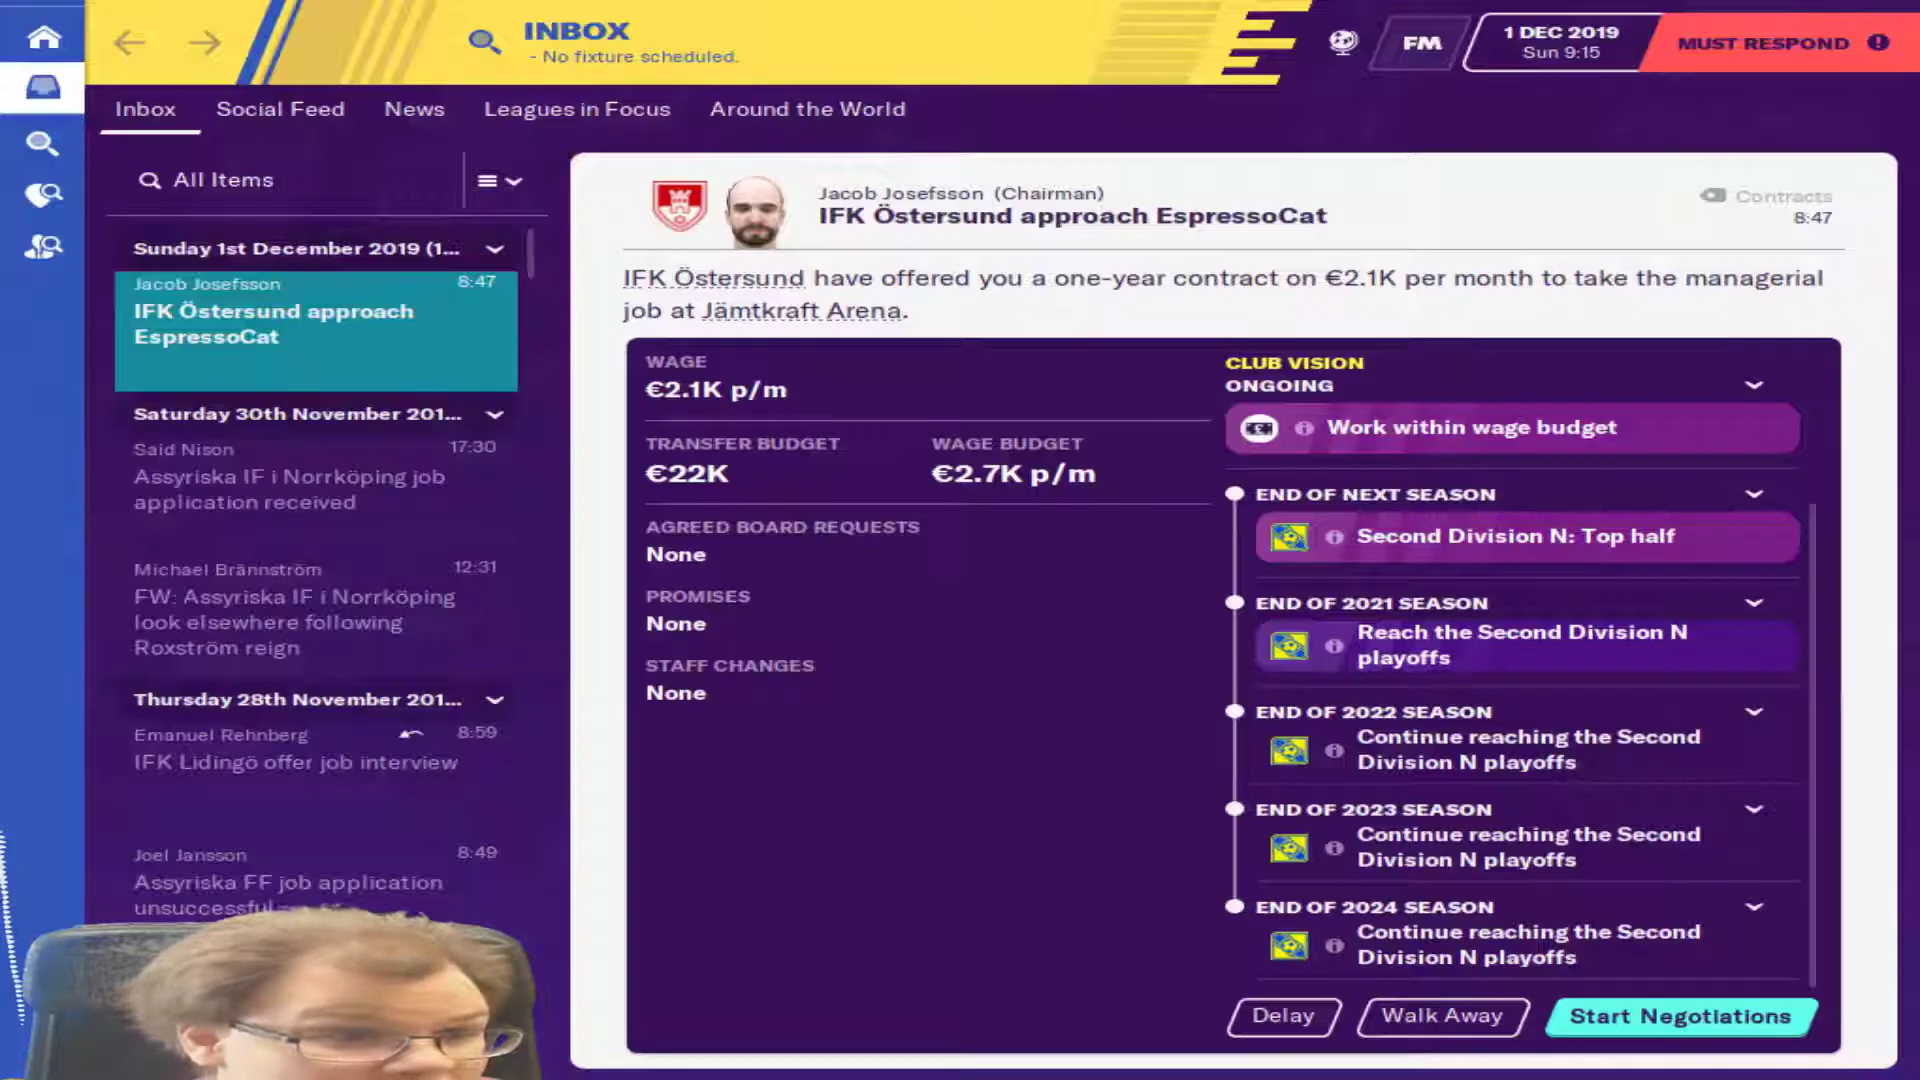 INBOX
- No fixture scheduled.
FM
1 DEC 2019
Sun 9:15
MUST RESPOND
Inbox Social Feed News Leagues in Focus Around the World
All Items
Sunday 1st December 2019 (1...
Jacob Josefsson 8:47
IFK Östersund approach
EspressoCat
Saturday 30th November 201...
Said Nison 17:30
Assyriska IF i Norrköping job
application received
Michael Brännström 12:31
FW: Assyriska IF i Norrköping
look elsewhere following
Roxström reign
Thursday 28th November 201...
Emanuel Rehnberg 8:59
IFK Lidingö offer job interview
Joel Jansson 8:49
Assyriska FF job application
unsuccessful
Jacob Josefsson (Chairman)
IFK Östersund approach EspressoCat
Contracts
8:47
IFK Östersund have offered you a one-year contract on €2.1K per month to take the managerial
job at Jämtkraft Arena.
WAGE
€2.1K p/m
TRANSFER BUDGET WAGE BUDGET
€22K €2.7K p/m
AGREED BOARD REQUESTS
None
PROMISES
None
STAFF CHANGES
None
CLUB VISION
ONGOING
Work within wage budget
END OF NEXT SEASON
Second Division N: Top half
END OF 2021 SEASON
Reach the Second Division N
playoffs
END OF 2022 SEASON
Continue reaching the Second
Division N playoffs
END OF 2023 SEASON
Continue reaching the Second
Division N playoffs
END OF 2024 SEASON
Continue reaching the Second
Division N playoffs
Delay Walk Away Start Negotiations